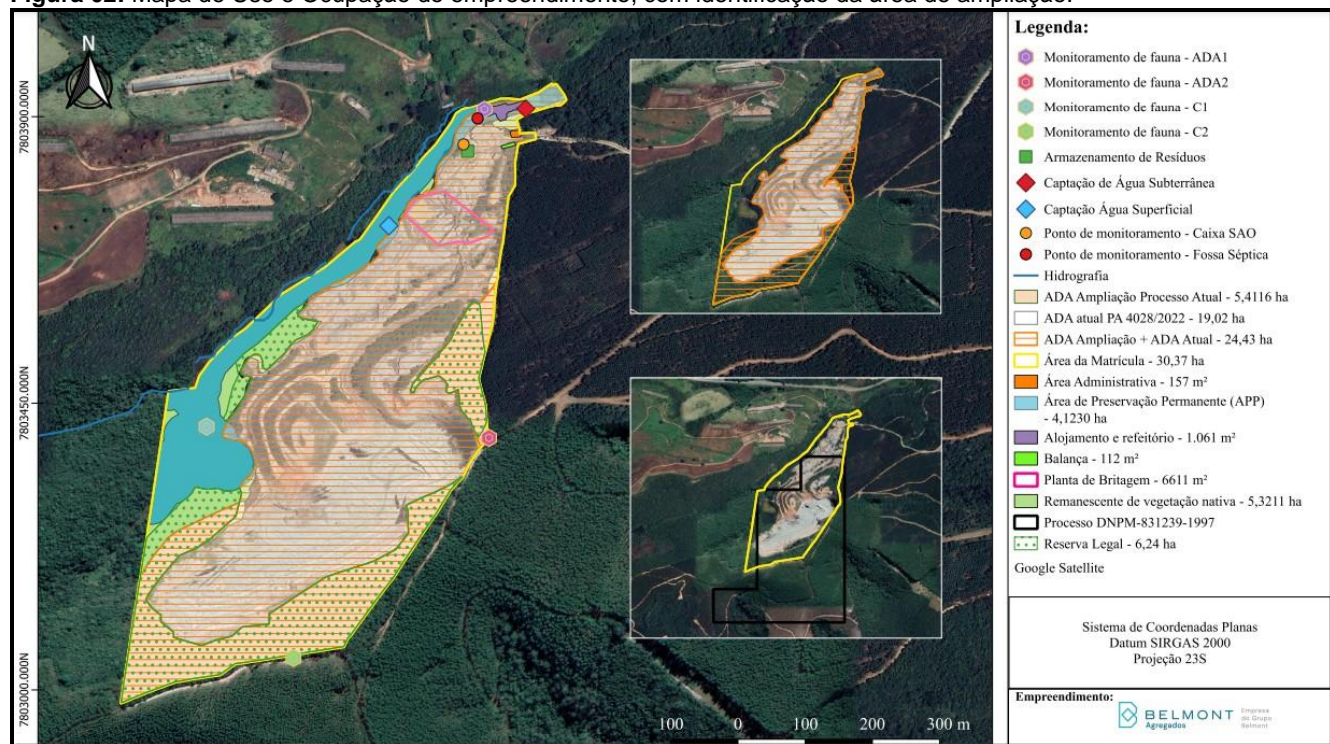 Figura 02: Mapa de Uso e Ocupação do empreendimento, com identificação da área de ampliação.
N
7803900.000N
7803450.000N
7803000.000N
100 0 100 200 300 m
Legenda:
Monitoramento de fauna - ADA1
Monitoramento de fauna - ADA2
Monitoramento de fauna - C1
Monitoramento de fauna - C2
Armazenamento de Resíduos
Captação de Água Subterrânea
Captação Água Superficial
Ponto de monitoramento - Caixa SAO
Ponto de monitoramento - Fossa Séptica
Hidrografia
ADA Ampliação Processo Atual - 5,4116 ha
ADA atual PA 4028/2022 - 19,02 ha
ADA Ampliação + ADA Atual - 24,43 ha
Área da Matrícula - 30,37 ha
Área Administrativa - 157 m²
Área de Preservação Permanente (APP)
- 4,1230 ha
Alojamento e refeitório - 1.061 m²
Balança - 112 m²
Planta de Britagem - 6611 m²
Remanescente de vegetação nativa - 5,3211 ha
Processo DNPM-831239-1997
Reserva Legal - 6,24 ha
Google Satellite
Sistema de Coordenadas Planas
Datum SIRGAS 2000
Projeção 23S
Empreendimento:
BELMONT
Agregados
Empresa
do Grupo
Belmont